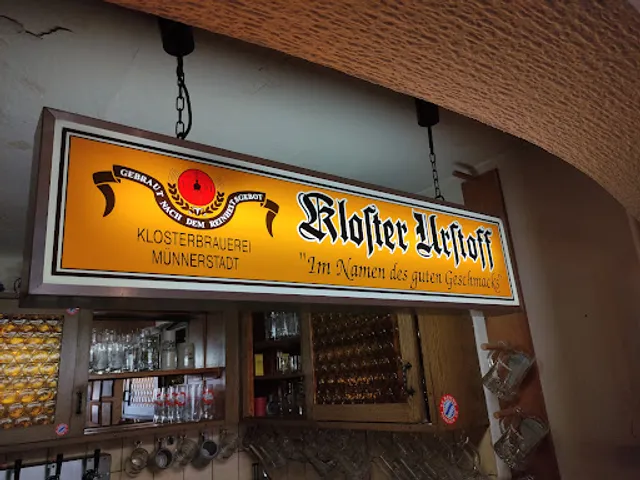 GEBRAUT NACH DEM REINHEITSGEBOT
KLOSTERBRAUEREI
MÜNNERSTADT
Kloster Urstoff
"Im Namen des guten Geschmacks"